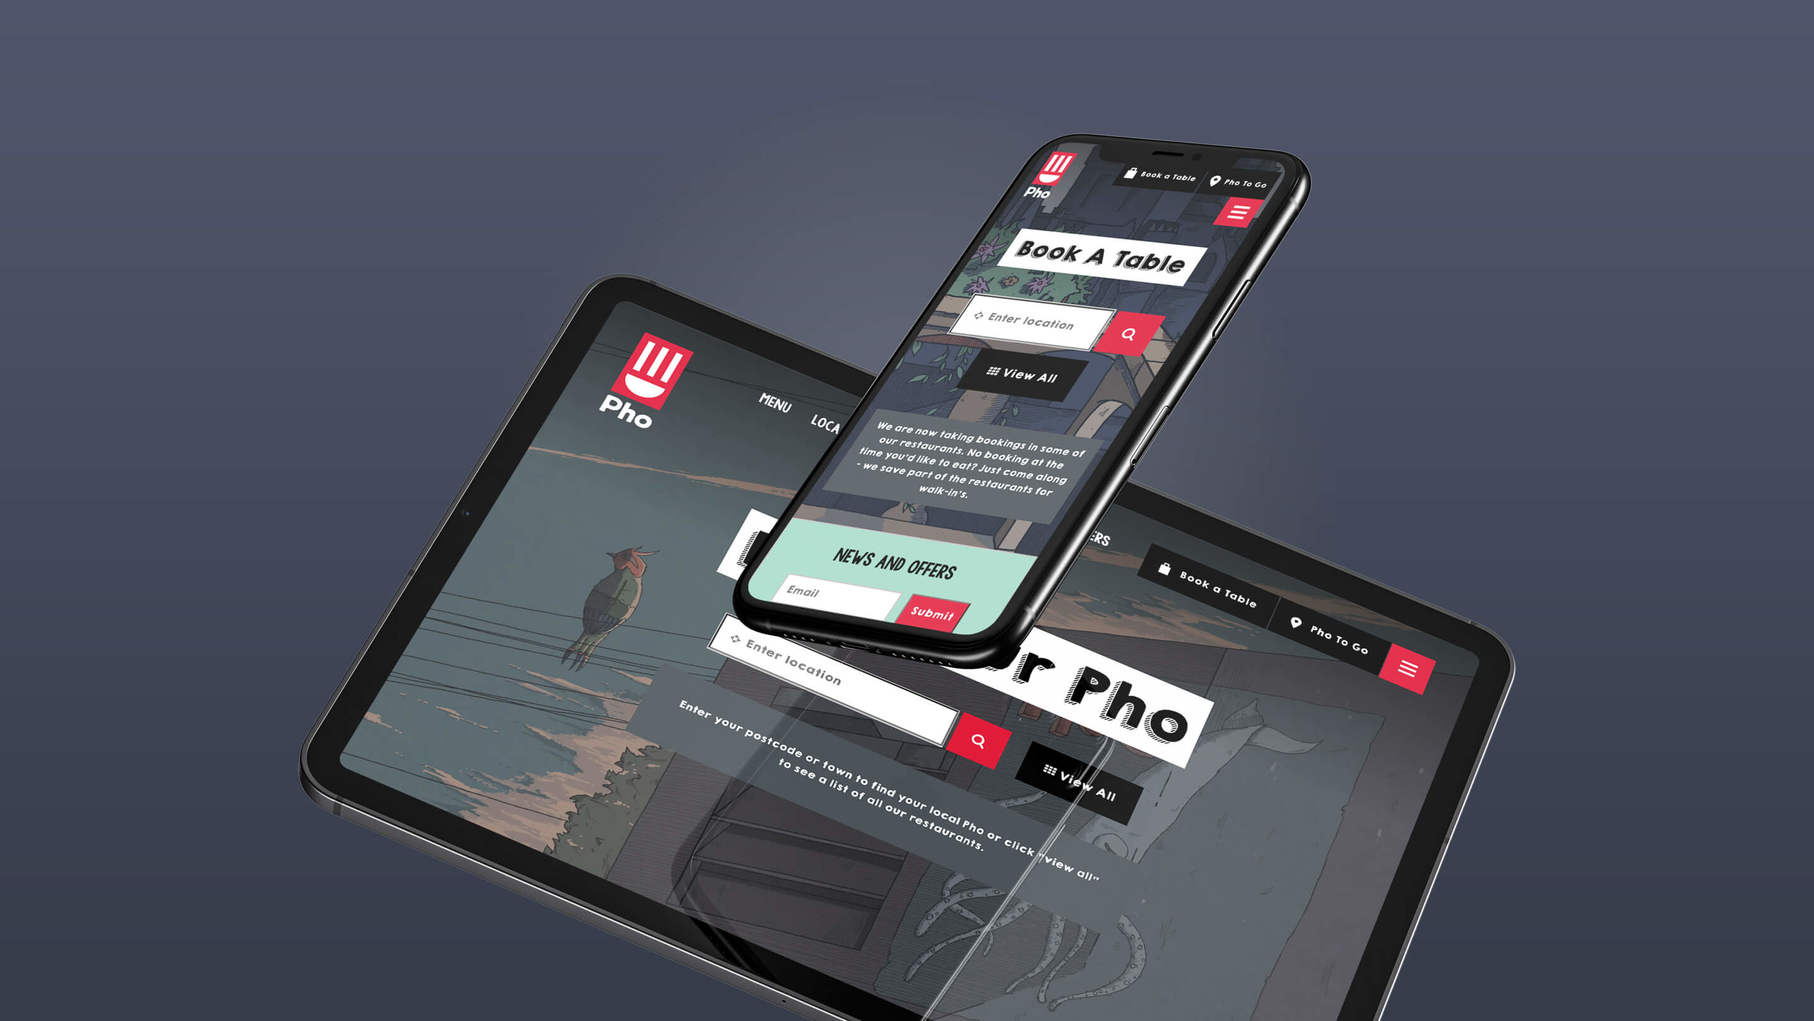 Pho
Book a Table
Pho To Go
Book A Table
Enter location
View All
We are now taking bookings in some of
our restaurants. No booking at the
time you'd like to eat? Just come along
- we save part of the restaurants for
walk-in's.
NEWS AND OFFERS
Email
Submit
Pho
MENU
LOCA
ERS
Book a Table
Pho To Go
r Pho
Enter location
View All
Enter your postcode or town to find your local Pho or click "view all"
to see a list of all our restaurants.